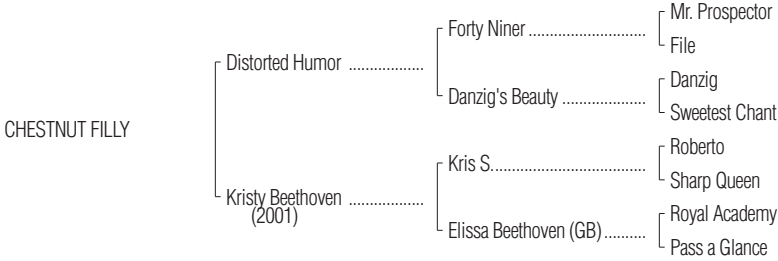 Mr. Prospector
Forty Niner ............................
File
Distorted Humor ..................
Danzig
Danzig's Beauty ....................
Sweetest Chant
CHESTNUT FILLY
Roberto
Kris S.....................................
Sharp Queen
Kristy Beethoven ..................
(2001)
Royal Academy
Elissa Beethoven (GB)..........
Pass a Glance